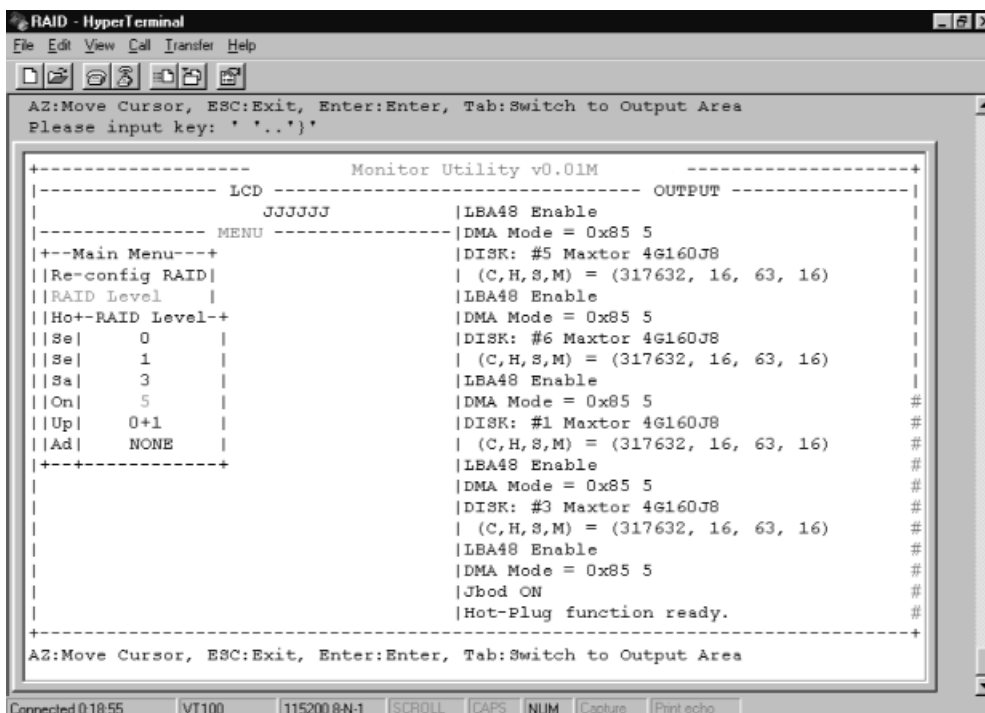 RAID - HyperTerminal
File Edit View Call Transfer Help
AZ:Move Cursor, ESC:Exit, Enter:Enter, Tab:Switch to Output Area
Please input key: ' '..'}'
+------------------- Monitor Utility v0.01M --------------------+
|---------------- LCD --------------------------------- OUTPUT ----------------|
| JJJJJJ |LBA48 Enable |
|--------------- MENU ----------------|DMA Mode = 0x85 5 |
|+--Main Menu---+ |DISK: #5 Maxtor 4G160J8 |
||Re-config RAID| | (C,H,S,M) = (317632, 16, 63, 16) |
||RAID Level | |LBA48 Enable |
||Ho+-RAID Level-+ |DMA Mode = 0x85 5 |
||Se| 0 | |DISK: #6 Maxtor 4G160J8 |
||Se| 1 | | (C,H,S,M) = (317632, 16, 63, 16) |
||Sa| 3 | |LBA48 Enable |
||On| 5 | |DMA Mode = 0x85 5 #
||Up| 0+1 | |DISK: #1 Maxtor 4G160J8 #
||Ad| NONE | | (C,H,S,M) = (317632, 16, 63, 16) #
|+--+------------+ |LBA48 Enable #
| |DMA Mode = 0x85 5 #
| |DISK: #3 Maxtor 4G160J8 #
| | (C,H,S,M) = (317632, 16, 63, 16) #
| |LBA48 Enable #
| |DMA Mode = 0x85 5 #
| |Jbod ON #
| |Hot-Plug function ready. #
+------------------------------------------------------------------------------+
AZ:Move Cursor, ESC:Exit, Enter:Enter, Tab:Switch to Output Area
Connected 0:18:55 VT100 115200 8-N-1 SCROLL CAPS NUM Capture Print echo